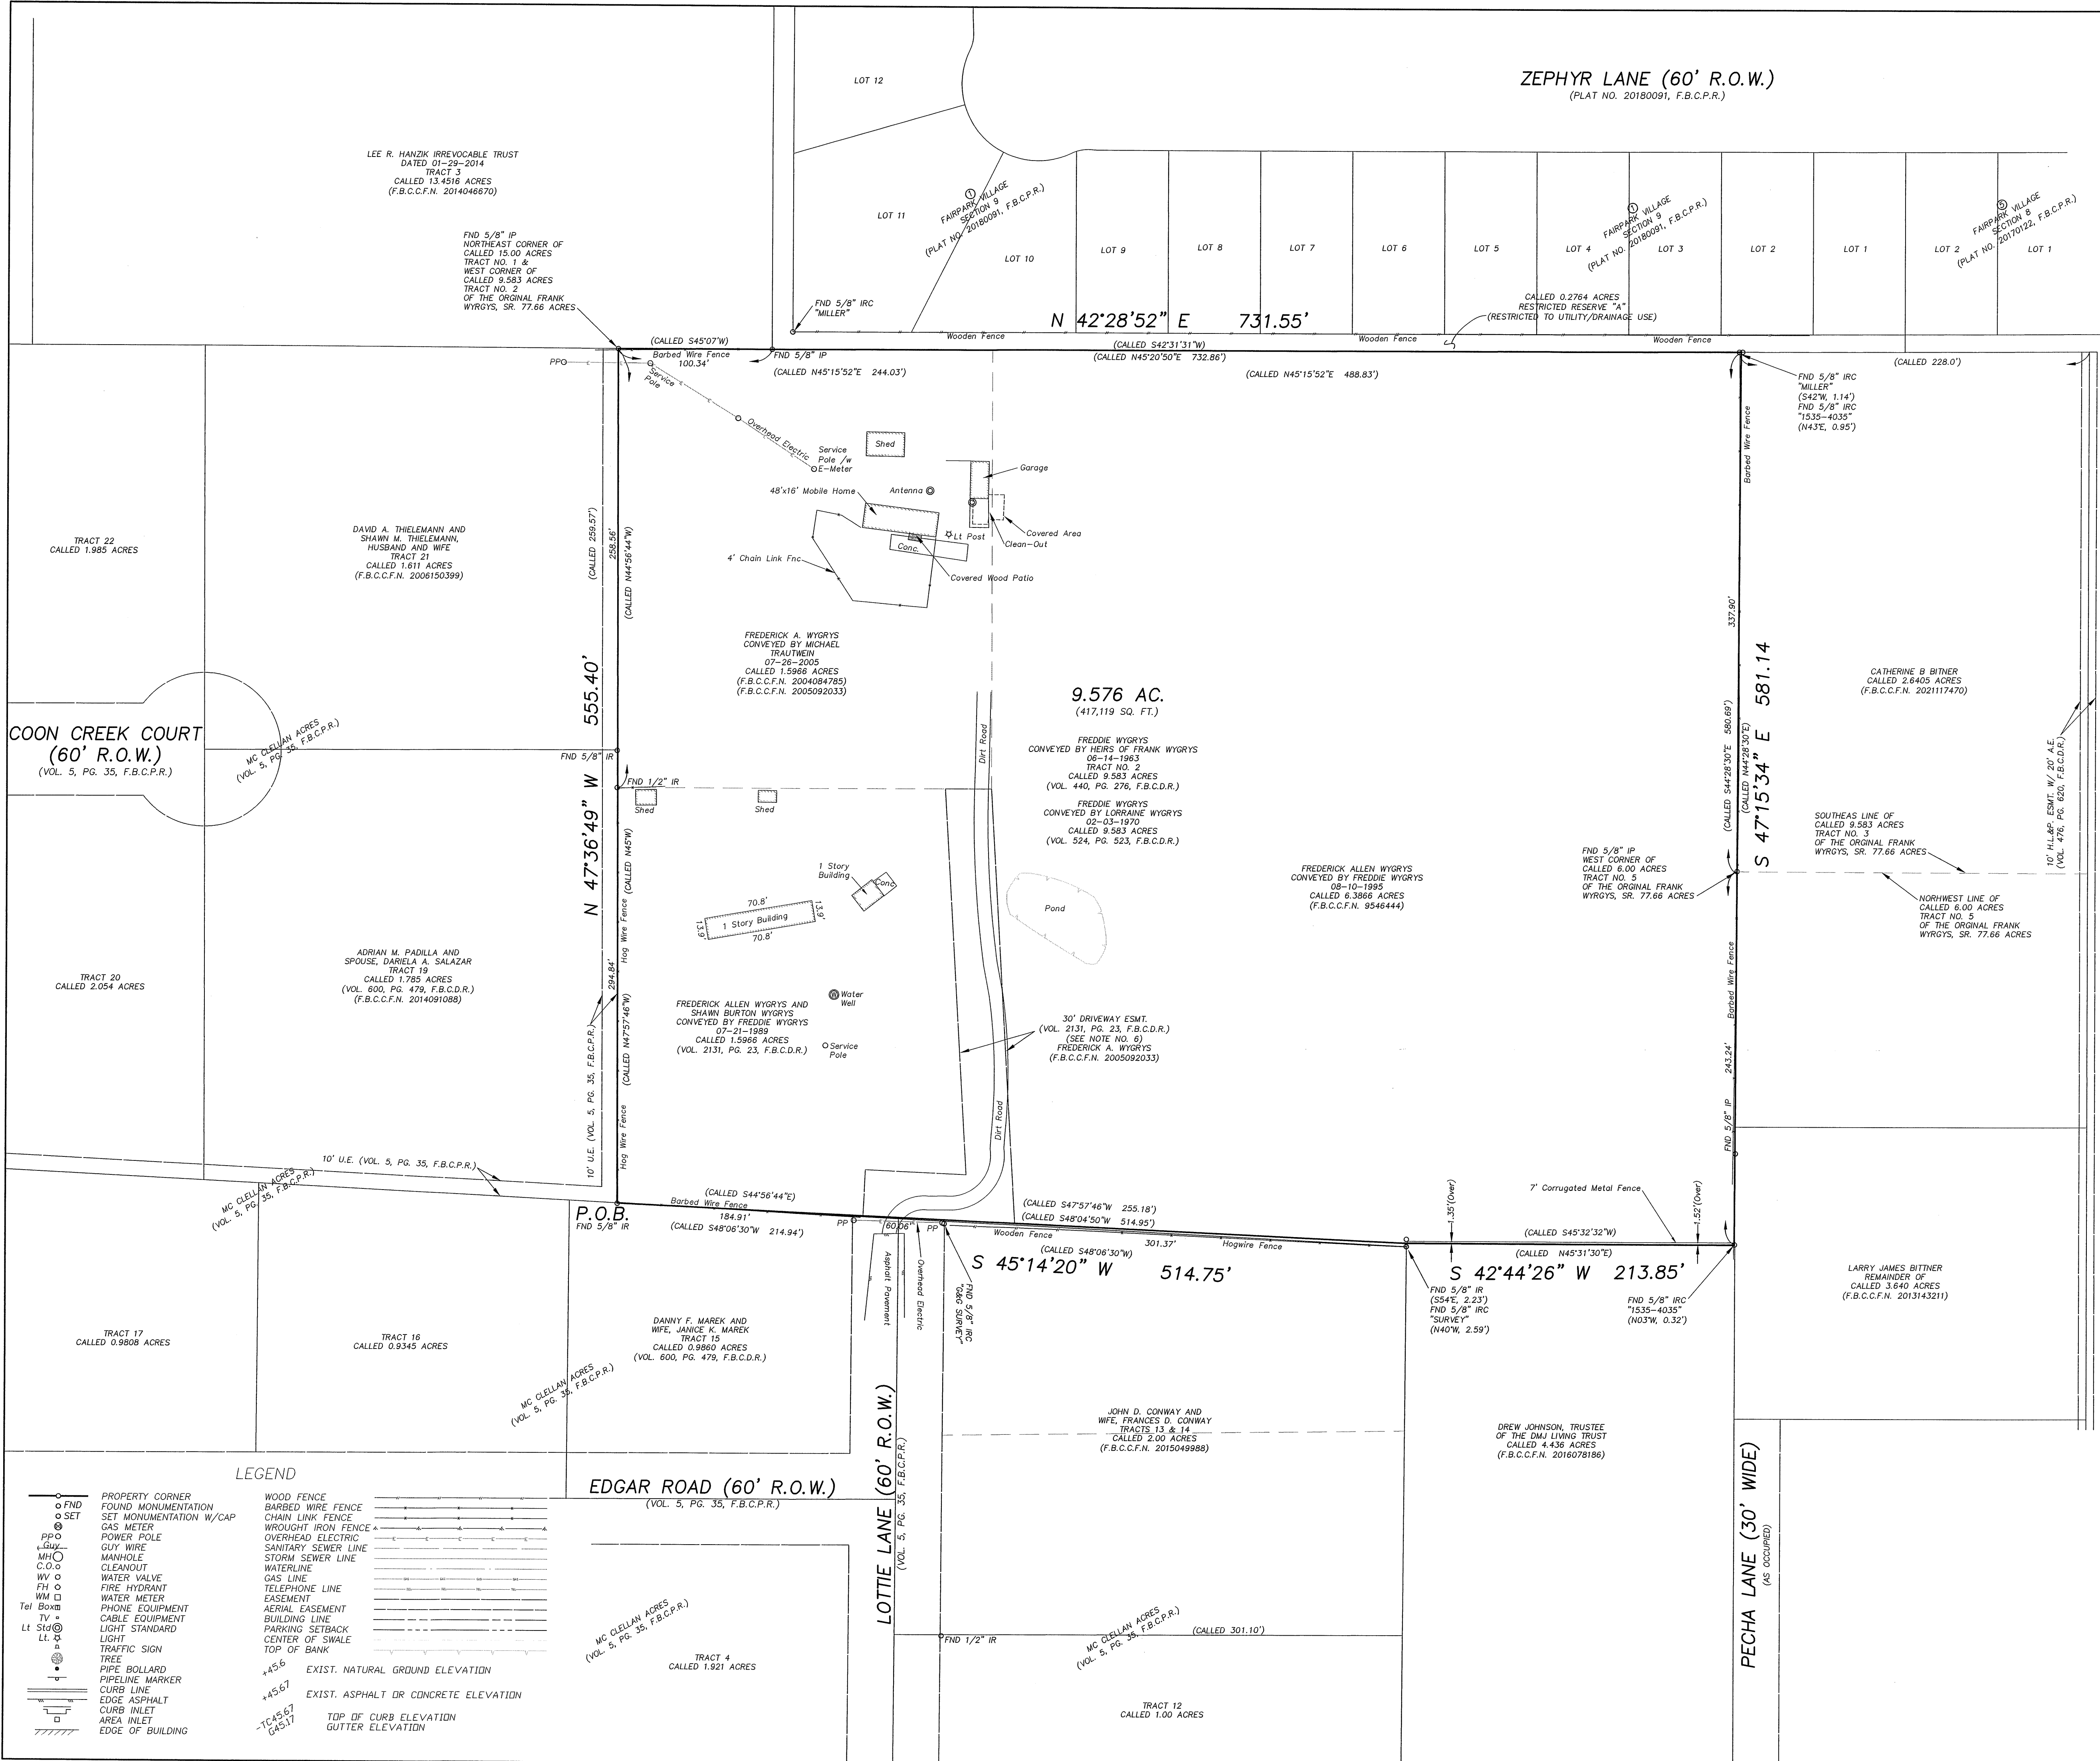 ZEPHYR LANE (60' R.O.W.)
(PLAT NO. 20180091, F.B.C.P.R.)
LOT 12
LEE R. HANZIK IRREVOCABLE TRUST
DATED 01-29-2014
TRACT 3
CALLED 13.4516 ACRES
(F.B.C.C.F.N. 2014046670)
LOT 11
1
FAIRPARK VILLAGE
SECTION 9
(PLAT NO. 20180091, F.B.C.P.R.)
LOT 10
LOT 9
LOT 8
LOT 7
LOT 6
LOT 5
LOT 4
1
FAIRPARK VILLAGE
SECTION 9
(PLAT NO. 20180091, F.B.C.P.R.)
LOT 3
LOT 2
LOT 1
LOT 2
5
FAIRPARK VILLAGE
SECTION 8
(PLAT NO. 20170122, F.B.C.P.R.)
LOT 1
FND 5/8" IP
NORTHEAST CORNER OF
CALLED 15.00 ACRES
TRACT NO. 1 &
WEST CORNER OF
CALLED 9.583 ACRES
TRACT NO. 2
OF THE ORGINAL FRANK
WYRGYS, SR. 77.66 ACRES
FND 5/8" IRC
"MILLER"
N 42°28'52" E 731.55'
CALLED 0.2764 ACRES
RESTRICTED RESERVE "A"
(RESTRICTED TO UTILITY/DRAINAGE USE)
Wooden Fence
Wooden Fence
Wooden Fence
(CALLED S45°07'W)
Barbed Wire Fence
100.34'
FND 5/8" IP
(CALLED S42°31'31"W)
(CALLED N45°20'50"E 732.86')
(CALLED N45°15'52"E 244.03')
(CALLED N45°15'52"E 488.83')
(CALLED 228.0')
PP
Service
Pole
Overhead Electric
FND 5/8" IRC
"MILLER"
(S42°W, 1.14')
FND 5/8" IRC
"1535-4035"
(N43°E, 0.95')
Barbed Wire Fence
Service
Pole /w
E-Meter
Shed
Garage
48'x16' Mobile Home
Antenna
Lt Post
Covered Area
Clean-Out
Conc.
4' Chain Link Fnc
Covered Wood Patio
TRACT 22
CALLED 1.985 ACRES
DAVID A. THIELEMANN AND
SHAWN M. THIELEMANN,
HUSBAND AND WIFE
TRACT 21
CALLED 1.611 ACRES
(F.B.C.C.F.N. 2006150399)
(CALLED 259.57')
258.56'
(CALLED N44°56'44"W)
FREDERICK A. WYGRYS
CONVEYED BY MICHAEL
TRAUTWEIN
07-26-2005
CALLED 1.5966 ACRES
(F.B.C.C.F.N. 2004084785)
(F.B.C.C.F.N. 2005092033)
337.90'
CATHERINE B BITNER
CALLED 2.6405 ACRES
(F.B.C.C.F.N. 2021117470)
9.576 AC.
(417,119 SQ. FT.)
COON CREEK COURT
(60' R.O.W.)
(VOL. 5, PG. 35, F.B.C.P.R.)
MC CLELLAN ACRES
(VOL. 5, PG. 35, F.B.C.P.R.)
N 47°36'49" W 555.40'
FND 5/8" IR
FND 1/2" IR
Dirt Road
FREDDIE WYGRYS
CONVEYED BY HEIRS OF FRANK WYGRYS
06-14-1963
TRACT NO. 2
CALLED 9.583 ACRES
(VOL. 440, PG. 276, F.B.C.D.R.)
FREDDIE WYGRYS
CONVEYED BY LORRAINE WYGRYS
02-03-1970
CALLED 9.583 ACRES
(VOL. 524, PG. 523, F.B.C.D.R.)
(CALLED S44°28'30"E 580.69')
(CALLED N44°28'30"E)
S 47°15'34" E 581.14
10' H.L.&P. ESMT. W/ 20' A.E.
(VOL. 476, PG. 620, F.B.C.D.R.)
Shed
Shed
SOUTHEAS LINE OF
CALLED 9.583 ACRES
TRACT NO. 3
OF THE ORGINAL FRANK
WYRGYS, SR. 77.66 ACRES
FND 5/8" IP
WEST CORNER OF
CALLED 6.00 ACRES
TRACT NO. 5
OF THE ORGINAL FRANK
WYRGYS, SR. 77.66 ACRES
NORHWEST LINE OF
CALLED 6.00 ACRES
TRACT NO. 5
OF THE ORGINAL FRANK
WYRGYS, SR. 77.66 ACRES
FREDERICK ALLEN WYGRYS
CONVEYED BY FREDDIE WYGRYS
08-10-1995
CALLED 6.3866 ACRES
(F.B.C.C.F.N. 9546444)
1 Story
Building
Conc.
70.8'
13.9'
1 Story Building
13.9'
70.8'
Pond
Hog Wire Fence
(CALLED N45°W)
294.84'
(CALLED N47°57'46"W)
TRACT 20
CALLED 2.054 ACRES
ADRIAN M. PADILLA AND
SPOUSE, DARIELA A. SALAZAR
TRACT 19
CALLED 1.785 ACRES
(VOL. 600, PG. 479, F.B.C.D.R.)
(F.B.C.C.F.N. 2014091088)
10' U.E. (VOL. 5, PG. 35, F.B.C.P.R.)
Hog Wire Fence
Water
Well
Service
Pole
FREDERICK ALLEN WYGRYS AND
SHAWN BURTON WYGRYS
CONVEYED BY FREDDIE WYGRYS
07-21-1989
CALLED 1.5966 ACRES
(VOL. 2131, PG. 23, F.B.C.D.R.)
30' DRIVEWAY ESMT.
(VOL. 2131, PG. 23, F.B.C.D.R.)
(SEE NOTE NO. 6)
FREDERICK A. WYGRYS
(F.B.C.C.F.N. 2005092033)
Dirt Road
Barbed Wire Fence
243.24'
FND 5/8" IP
10' U.E. (VOL. 5, PG. 35, F.B.C.P.R.)
MC CLELLAN ACRES
(VOL. 5, PG. 35, F.B.C.P.R.)
P.O.B.
FND 5/8" IR
(CALLED S44°56'44"E)
Barbed Wire Fence
184.91'
(CALLED S48°06'30"W 214.94')
PP
60.06'
PP
(CALLED S47°57'46"W 255.18')
(CALLED S48°04'50"W 514.95')
Wooden Fence
301.37'
Hogwire Fence
(CALLED S48°06'30"W)
S 45°14'20" W 514.75'
7' Corrugated Metal Fence
1.35'(Over)
1.52'(Over)
(CALLED S45°32'32"W)
(CALLED N45°31'30"E)
S 42°44'26" W 213.85'
FND 5/8" IR
(S54°E, 2.23')
FND 5/8" IRC
"SURVEY"
(N40°W, 2.59')
FND 5/8" IRC
"1535-4035"
(N03°W, 0.32')
Asphalt Pavement
Overhead Electric
FND 5/8" IRC
"G&G SURVEY"
LARRY JAMES BITTNER
REMAINDER OF
CALLED 3.640 ACRES
(F.B.C.C.F.N. 2013143211)
TRACT 17
CALLED 0.9808 ACRES
TRACT 16
CALLED 0.9345 ACRES
DANNY F. MAREK AND
WIFE, JANICE K. MAREK
TRACT 15
CALLED 0.9860 ACRES
(VOL. 600, PG. 479, F.B.C.D.R.)
MC CLELLAN ACRES
(VOL. 5, PG. 35, F.B.C.P.R.)
JOHN D. CONWAY AND
WIFE, FRANCES D. CONWAY
TRACTS 13 & 14
CALLED 2.00 ACRES
(F.B.C.C.F.N. 2015049988)
DREW JOHNSON, TRUSTEE
OF THE DMJ LIVING TRUST
CALLED 4.436 ACRES
(F.B.C.C.F.N. 2016078186)
EDGAR ROAD (60' R.O.W.)
(VOL. 5, PG. 35, F.B.C.P.R.)
LOTTIE LANE (60' R.O.W.)
(VOL. 5, PG. 35, F.B.C.P.R.)
PECHA LANE (30' WIDE)
(AS OCCUPIED)
FND 1/2" IR
(CALLED 301.10')
MC CLELLAN ACRES
(VOL. 5, PG. 35, F.B.C.P.R.)
MC CLELLAN ACRES
(VOL. 5, PG. 35, F.B.C.P.R.)
TRACT 4
CALLED 1.921 ACRES
TRACT 12
CALLED 1.00 ACRES
LEGEND
PROPERTY CORNER
FND FOUND MONUMENTATION
SET SET MONUMENTATION W/CAP
GAS METER
PP POWER POLE
Guy GUY WIRE
MH MANHOLE
C.O. CLEANOUT
WV WATER VALVE
FH FIRE HYDRANT
WM WATER METER
Tel Box PHONE EQUIPMENT
TV CABLE EQUIPMENT
Lt Std LIGHT STANDARD
Lt. LIGHT
TRAFFIC SIGN
TREE
PIPE BOLLARD
PIPELINE MARKER
CURB LINE
EDGE ASPHALT
CURB INLET
AREA INLET
EDGE OF BUILDING
WOOD FENCE
BARBED WIRE FENCE
CHAIN LINK FENCE
WROUGHT IRON FENCE
OVERHEAD ELECTRIC
SANITARY SEWER LINE
STORM SEWER LINE
WATERLINE
GAS LINE
TELEPHONE LINE
EASEMENT
AERIAL EASEMENT
BUILDING LINE
PARKING SETBACK
CENTER OF SWALE
TOP OF BANK
+45.6 EXIST. NATURAL GROUND ELEVATION
+45.67 EXIST. ASPHALT OR CONCRETE ELEVATION
-TC45.67 TOP OF CURB ELEVATION
G45.17 GUTTER ELEVATION